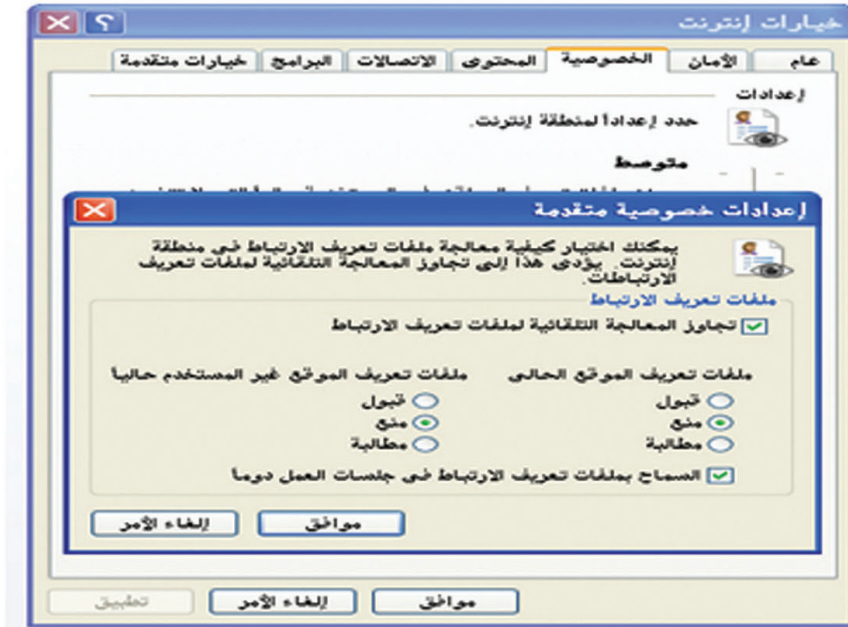 خيارات إنترنت
عام الأمان الخصوصية المحتوى الاتصالات البرامج خيارات متقدمة
إعدادات
حدد إعداداً لمنطقة إنترنت.
متوسط
إعدادات خصوصية متقدمة
يمكنك اختيار كيفية معالجة ملفات تعريف الارتباط في منطقة
إنترنت. يؤدي هذا إلى تجاوز المعالجة التلقائية لملفات تعريف
الارتباطات.
ملفات تعريف الارتباط
تجاوز المعالجة التلقائية لملفات تعريف الارتباط
ملفات تعريف الموقع الحالي ملفات تعريف الموقع غير المستخدم حالياً
قبول قبول
منع منع
مطالبة مطالبة
السماح بملفات تعريف الارتباط في جلسات العمل دوماً
موافق إلغاء الأمر
موافق إلغاء الأمر تطبيق